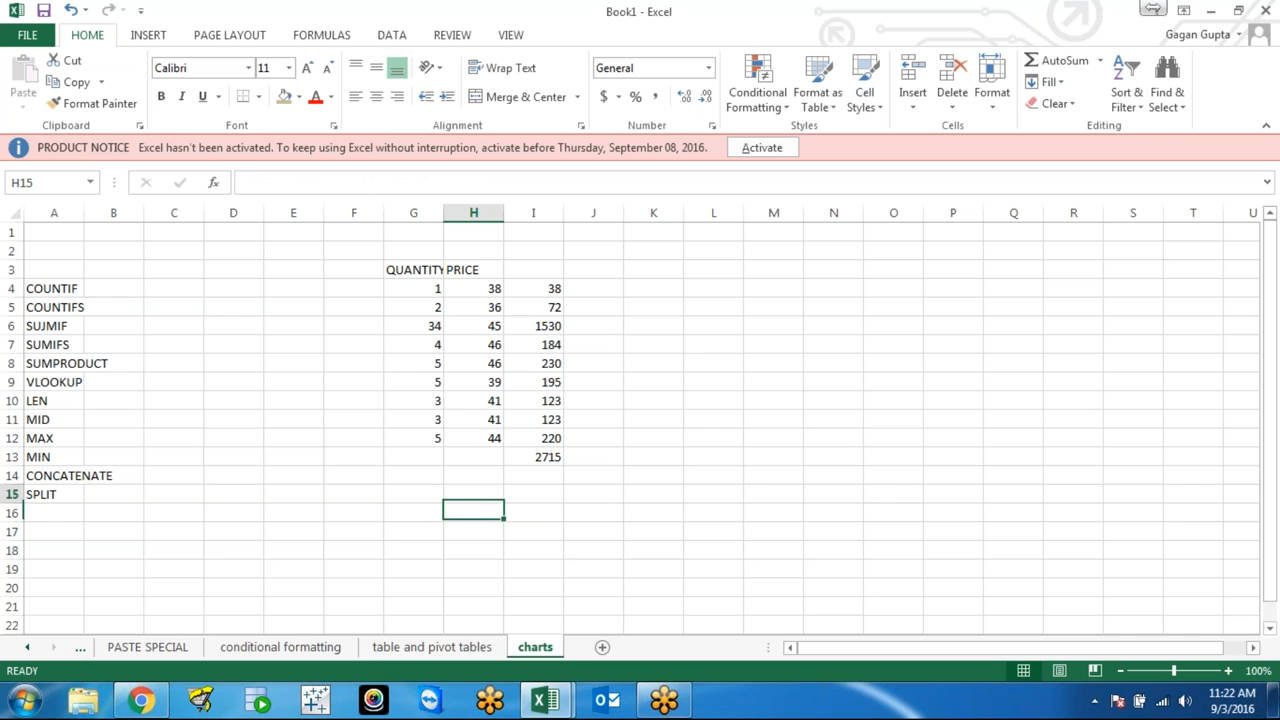 Book1 - Excel
FILE HOME INSERT PAGE LAYOUT FORMULAS DATA REVIEW VIEW Gagan Gupta
Paste Cut Copy Format Painter Clipboard
Calibri 11 B I U A Font
Wrap Text Merge & Center Alignment
General $ % , Number
Conditional Formatting Format as Table Cell Styles Styles
Insert Delete Format Cells
AutoSum Fill Clear Sort & Filter Find & Select Editing
PRODUCT NOTICE Excel hasn't been activated. To keep using Excel without interruption, activate before Thursday, September 08, 2016. Activate
H15 fx
A B C D E F G H I J K L M N O P Q R S T U
1
2
3 QUANTITY PRICE
4 COUNTIF 1 38 38
5 COUNTIFS 2 36 72
6 SUJMIF 34 45 1530
7 SUMIFS 4 46 184
8 SUMPRODUCT 5 46 230
9 VLOOKUP 5 39 195
10 LEN 3 41 123
11 MID 3 41 123
12 MAX 5 44 220
13 MIN 2715
14 CONCATENATE
15 SPLIT
16
17
18
19
20
21
22
... PASTE SPECIAL conditional formatting table and pivot tables charts
READY 100%
11:22 AM
9/3/2016